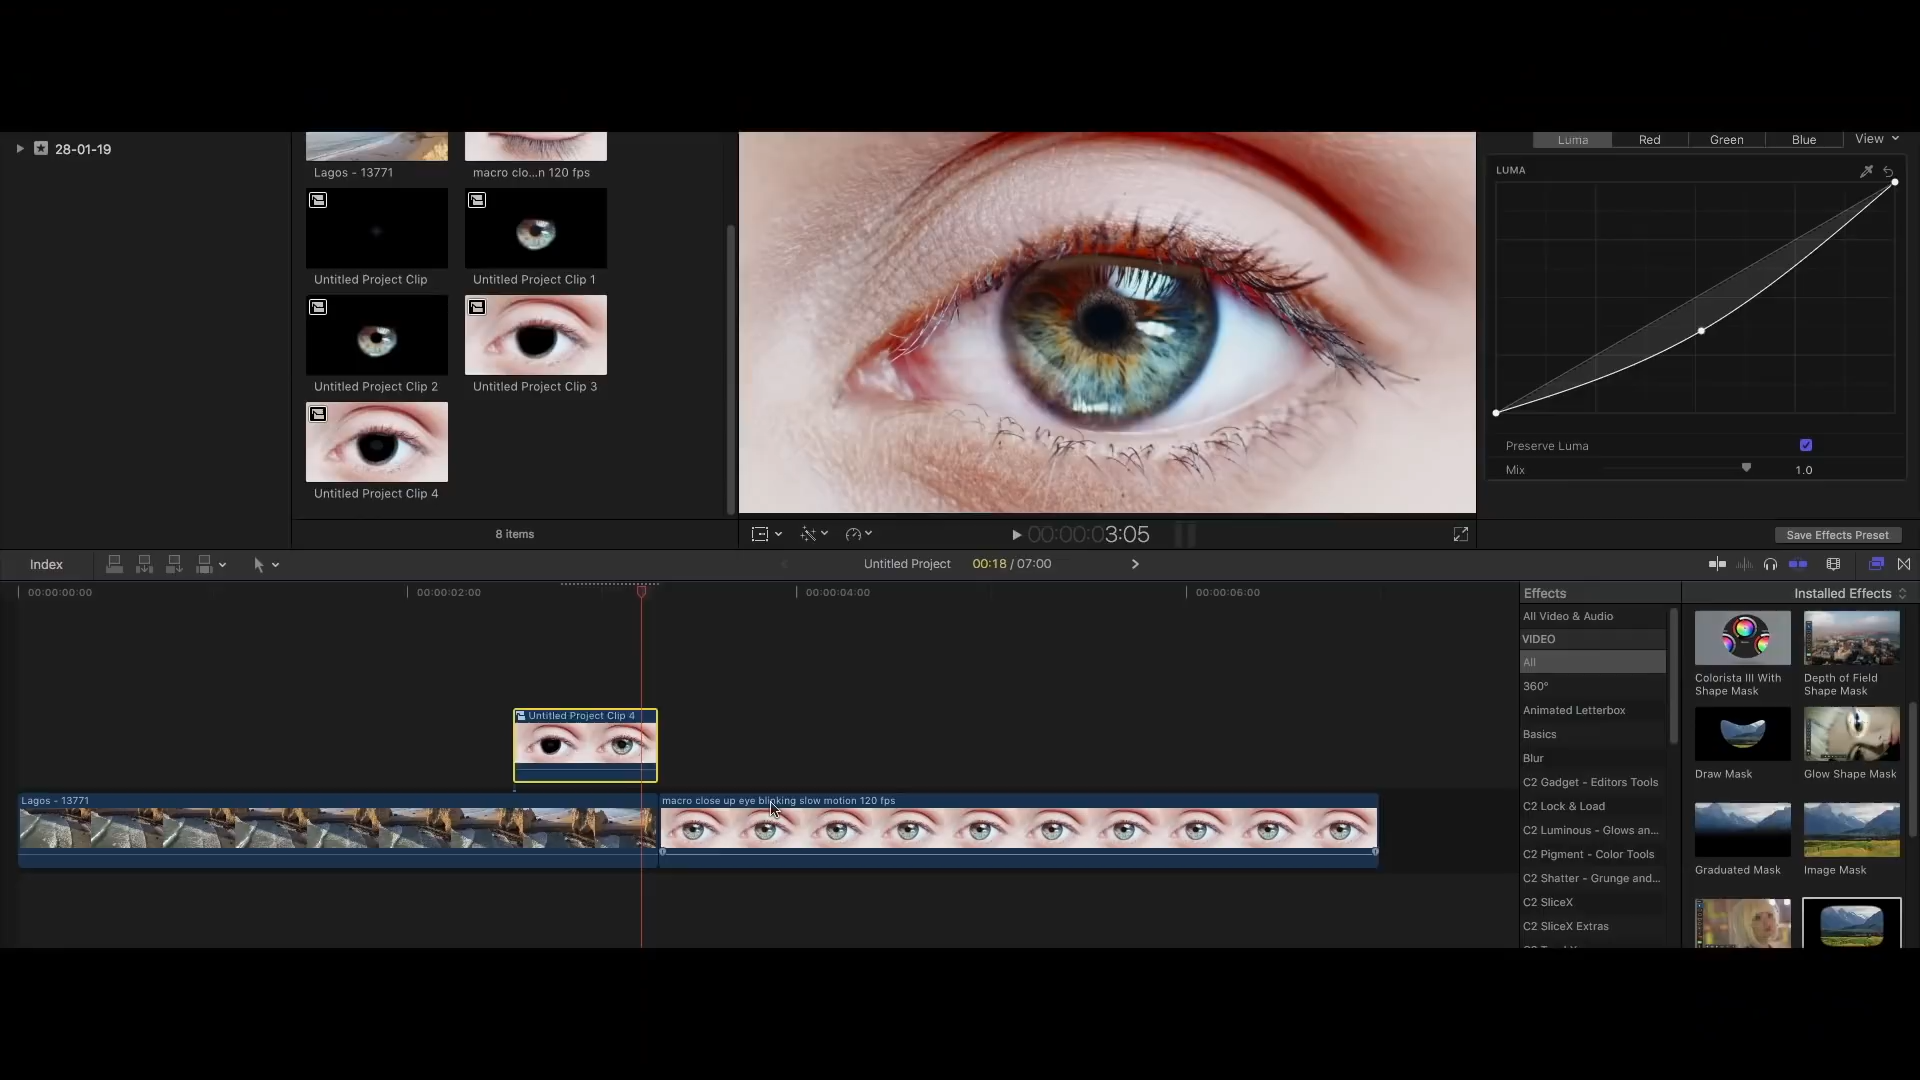 28-01-19
Lagos - 13771
macro clo...n 120 fps
Untitled Project Clip
Untitled Project Clip 1
Untitled Project Clip 2
Untitled Project Clip 3
Untitled Project Clip 4
8 items
00:00:03:05
Luma
Red
Green
Blue
View
LUMA
Preserve Luma
Mix
1.0
Save Effects Preset
Index
Untitled Project
00:18 / 07:00
00:00:00:00
00:00:02:00
00:00:04:00
00:00:06:00
Untitled Project Clip 4
Lagos - 13771
macro close up eye blinking slow motion 120 fps
Effects
All Video & Audio
VIDEO
All
360°
Animated Letterbox
Basics
Blur
C2 Gadget - Editors Tools
C2 Lock & Load
C2 Luminous - Glows an...
C2 Pigment - Color Tools
C2 Shatter - Grunge and...
C2 SliceX
C2 SliceX Extras
Installed Effects
Colorista III With
Shape Mask
Depth of Field
Shape Mask
Draw Mask
Glow Shape Mask
Graduated Mask
Image Mask